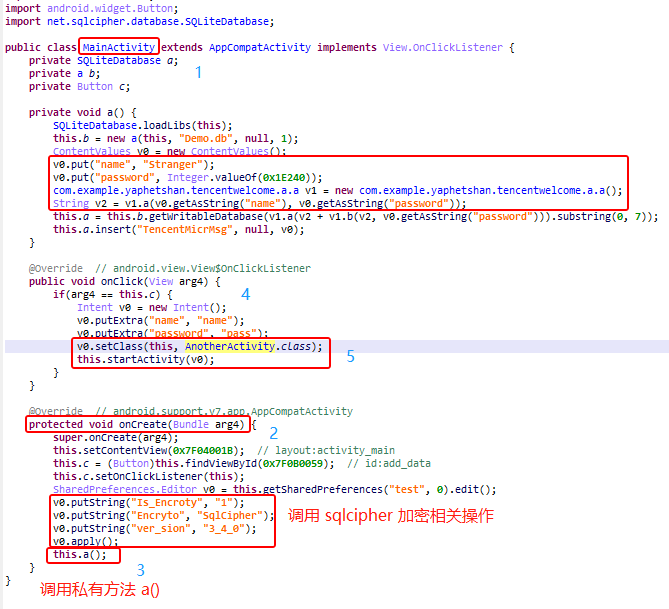 import android.widget.Button;
import net.sqlcipher.database.SQLiteDatabase;
public class MainActivity extends AppCompatActivity implements View.OnClickListener {
private SQLiteDatabase a;
1
private a b;
private Button c;
private void a() {
SQLiteDatabase.loadLibs(this);
this.b = new a(this, "Demo.db", null, 1);
ContentValues v0 = new ContentValues();
v0.put("name", "Stranger");
v0.put("password", Integer.valueOf(0x1E240));
com.example.yaphetshan.tencentwelcome.a.a v1 = new com.example.yaphetshan.tencentwelcome.a.a();
String v2 = v1.a(v0.getAsString("name"), v0.getAsString("password"));
this.a = this.b.getWritableDatabase(v1.a(v2 + v1.b(v2, v0.getAsString("password"))).substring(0, 7));
this.a.insert("TencentMicrMsg", null, v0);
}
@Override // android.view.View$OnClickListener
public void onClick(View arg4) {
if(arg4 == this.c) { 4
Intent v0 = new Intent();
v0.putExtra("name", "name");
v0.putExtra("password", "pass");
v0.setClass(this, AnotherActivity.class);
this.startActivity(v0); 5
}
}
@Override // android.support.v7.app.AppCompatActivity
protected void onCreate(Bundle arg4) {
super.onCreate(arg4); 2
this.setContentView(0x7F04001B); // layout:activity_main
this.c = (Button)this.findViewById(0x7F0B0059); // id:add_data
this.c.setOnClickListener(this);
SharedPreferences.Editor v0 = this.getSharedPreferences("test", 0).edit();
v0.putString("Is_Encroty", "1");
v0.putString("Encryto", "SqlCipher"); 调用 sqlcipher 加密相关操作
v0.putString("ver_sion", "3_4_0");
v0.apply();
this.a();
} 3
调用私有方法 a()
}